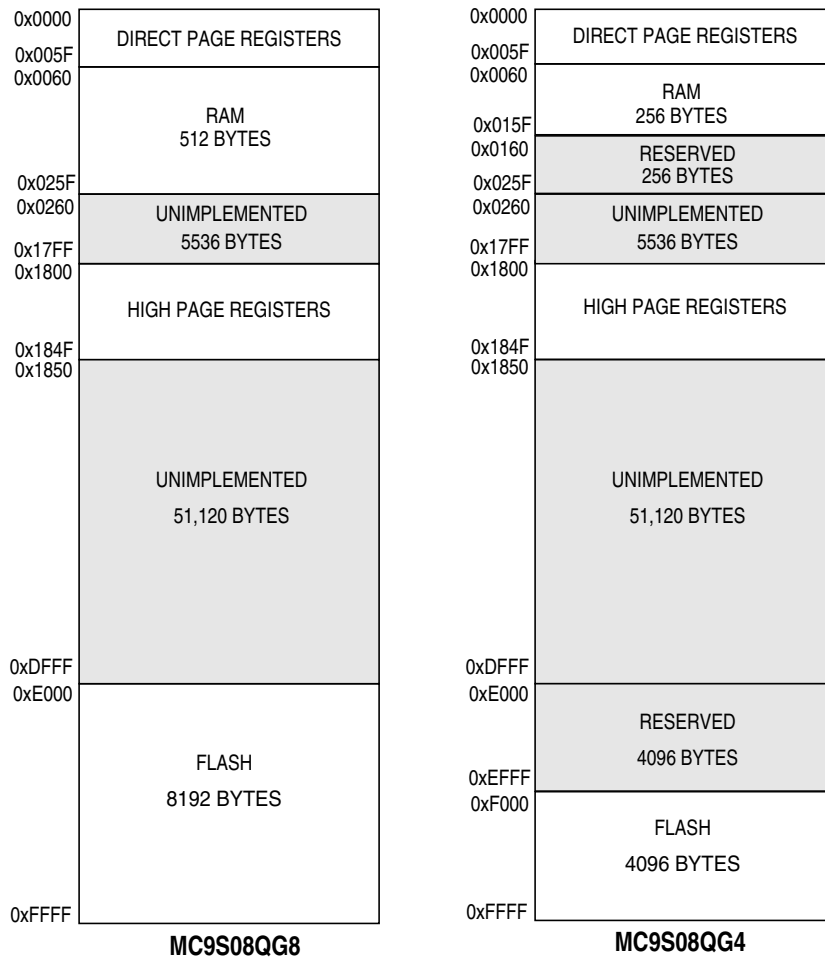 0x0000
DIRECT PAGE REGISTERS
0x005F
0x0060
RAM
512 BYTES
0x025F
0x0260
UNIMPLEMENTED
5536 BYTES
0x17FF
0x1800
HIGH PAGE REGISTERS
0x184F
0x1850
UNIMPLEMENTED
51,120 BYTES
0xDFFF
0xE000
FLASH
8192 BYTES
0xFFFF
MC9S08QG8
0x0000
DIRECT PAGE REGISTERS
0x005F
0x0060
RAM
256 BYTES
0x015F
0x0160
RESERVED
256 BYTES
0x025F
0x0260
UNIMPLEMENTED
5536 BYTES
0x17FF
0x1800
HIGH PAGE REGISTERS
0x184F
0x1850
UNIMPLEMENTED
51,120 BYTES
0xDFFF
0xE000
RESERVED
4096 BYTES
0xEFFF
0xF000
FLASH
4096 BYTES
0xFFFF
MC9S08QG4